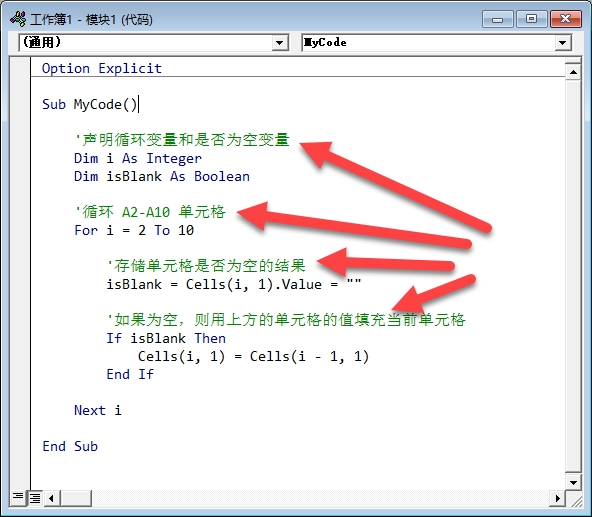 工作簿1 - 模块1 (代码)
(通用) MyCode
Option Explicit
Sub MyCode()
'声明循环变量和是否为空变量
Dim i As Integer
Dim isBlank As Boolean
'循环 A2-A10 单元格
For i = 2 To 10
'存储单元格是否为空的结果
isBlank = Cells(i, 1).Value = ""
'如果为空，则用上方的单元格的值填充当前单元格
If isBlank Then
Cells(i, 1) = Cells(i - 1, 1)
End If
Next i
End Sub